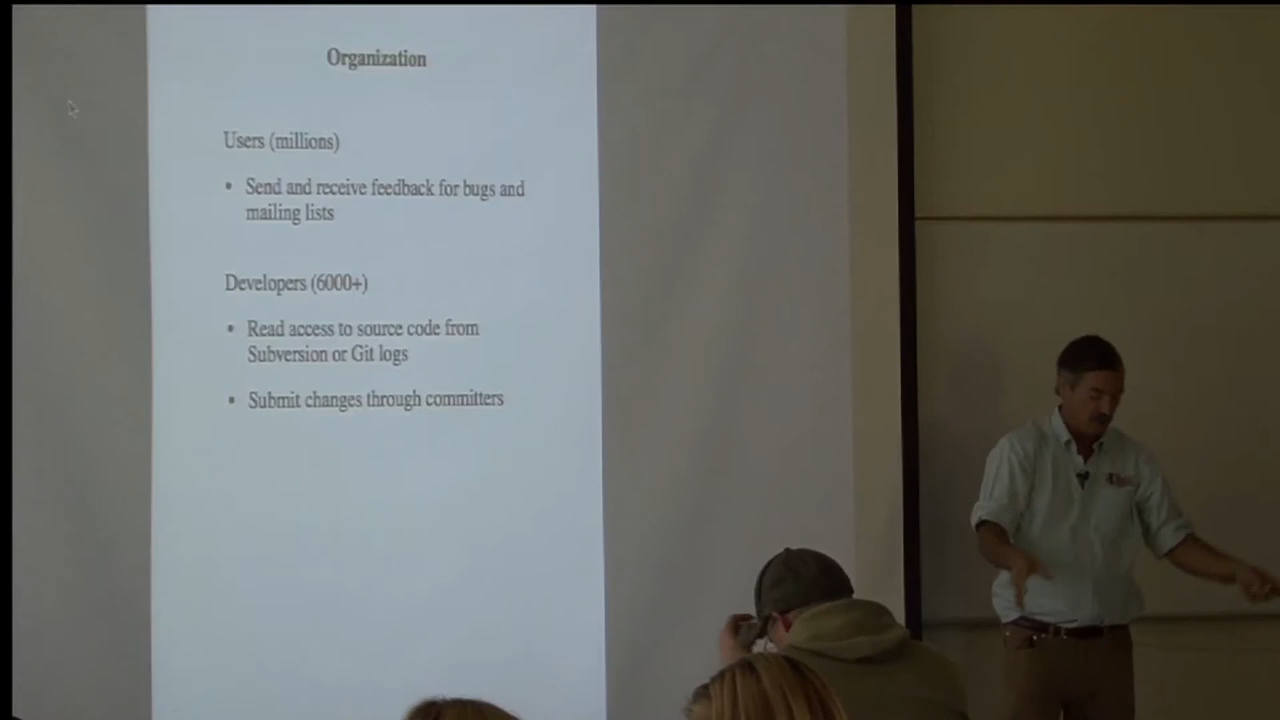 Organization
Users (millions)
• Send and receive feedback for bugs and
mailing lists
Developers (6000+)
• Read access to source code from
Subversion or Git logs
• Submit changes through committers